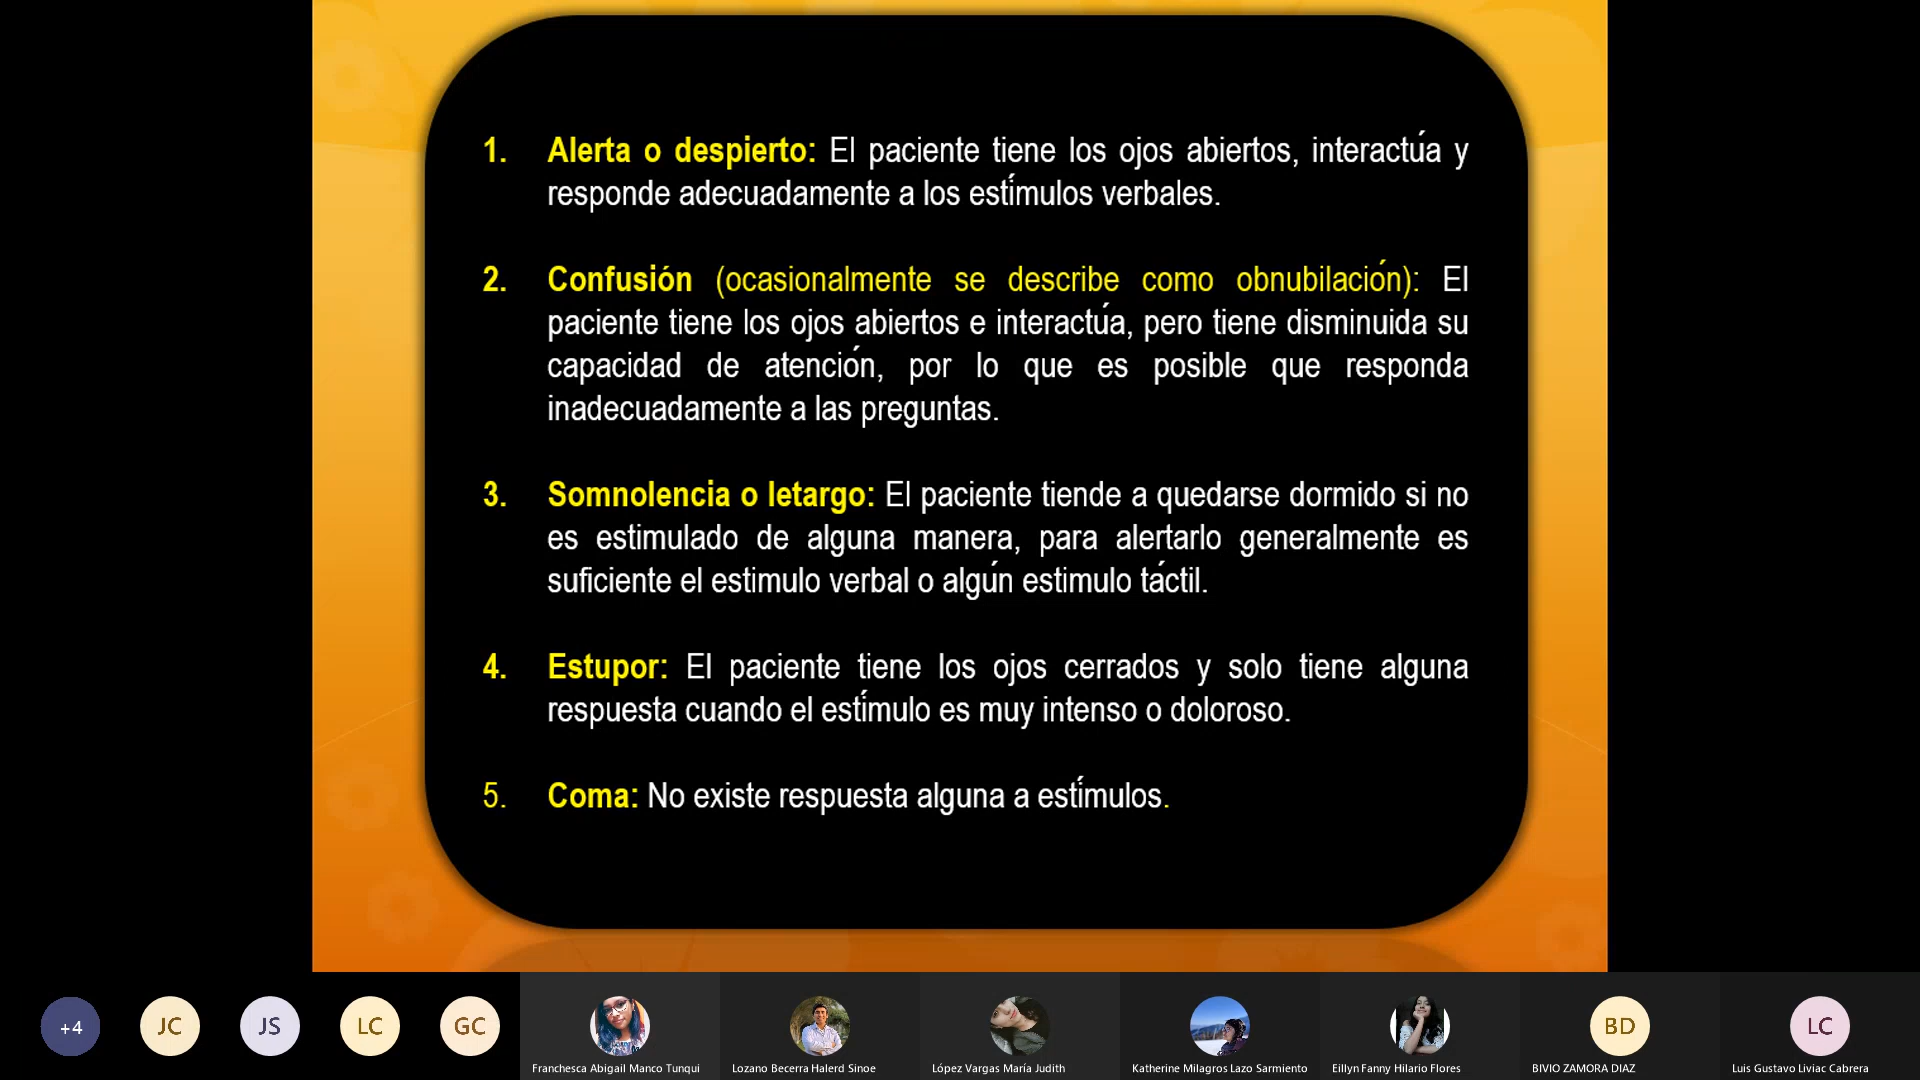 1. Alerta o despierto: El paciente tiene los ojos abiertos, interactúa y
responde adecuadamente a los estímulos verbales.
2. Confusión (ocasionalmente se describe como obnubilación): El
paciente tiene los ojos abiertos e interactúa, pero tiene disminuida su
capacidad de atención, por lo que es posible que responda
inadecuadamente a las preguntas.
3. Somnolencia o letargo: El paciente tiende a quedarse dormido si no
es estimulado de alguna manera, para alertarlo generalmente es
suficiente el estimulo verbal o algún estimulo táctil.
4. Estupor: El paciente tiene los ojos cerrados y solo tiene alguna
respuesta cuando el estímulo es muy intenso o doloroso.
5. Coma: No existe respuesta alguna a estímulos.
+4 JC JS LC GC BD LC
Franchesca Abigail Manco Tunqui Lozano Becerra Halerd Sinoe López Vargas María Judith Katherine Milagros Lazo Sarmiento Eillyn Fanny Hilario Flores BIVIO ZAMORA DIAZ Luis Gustavo Liviac Cabrera